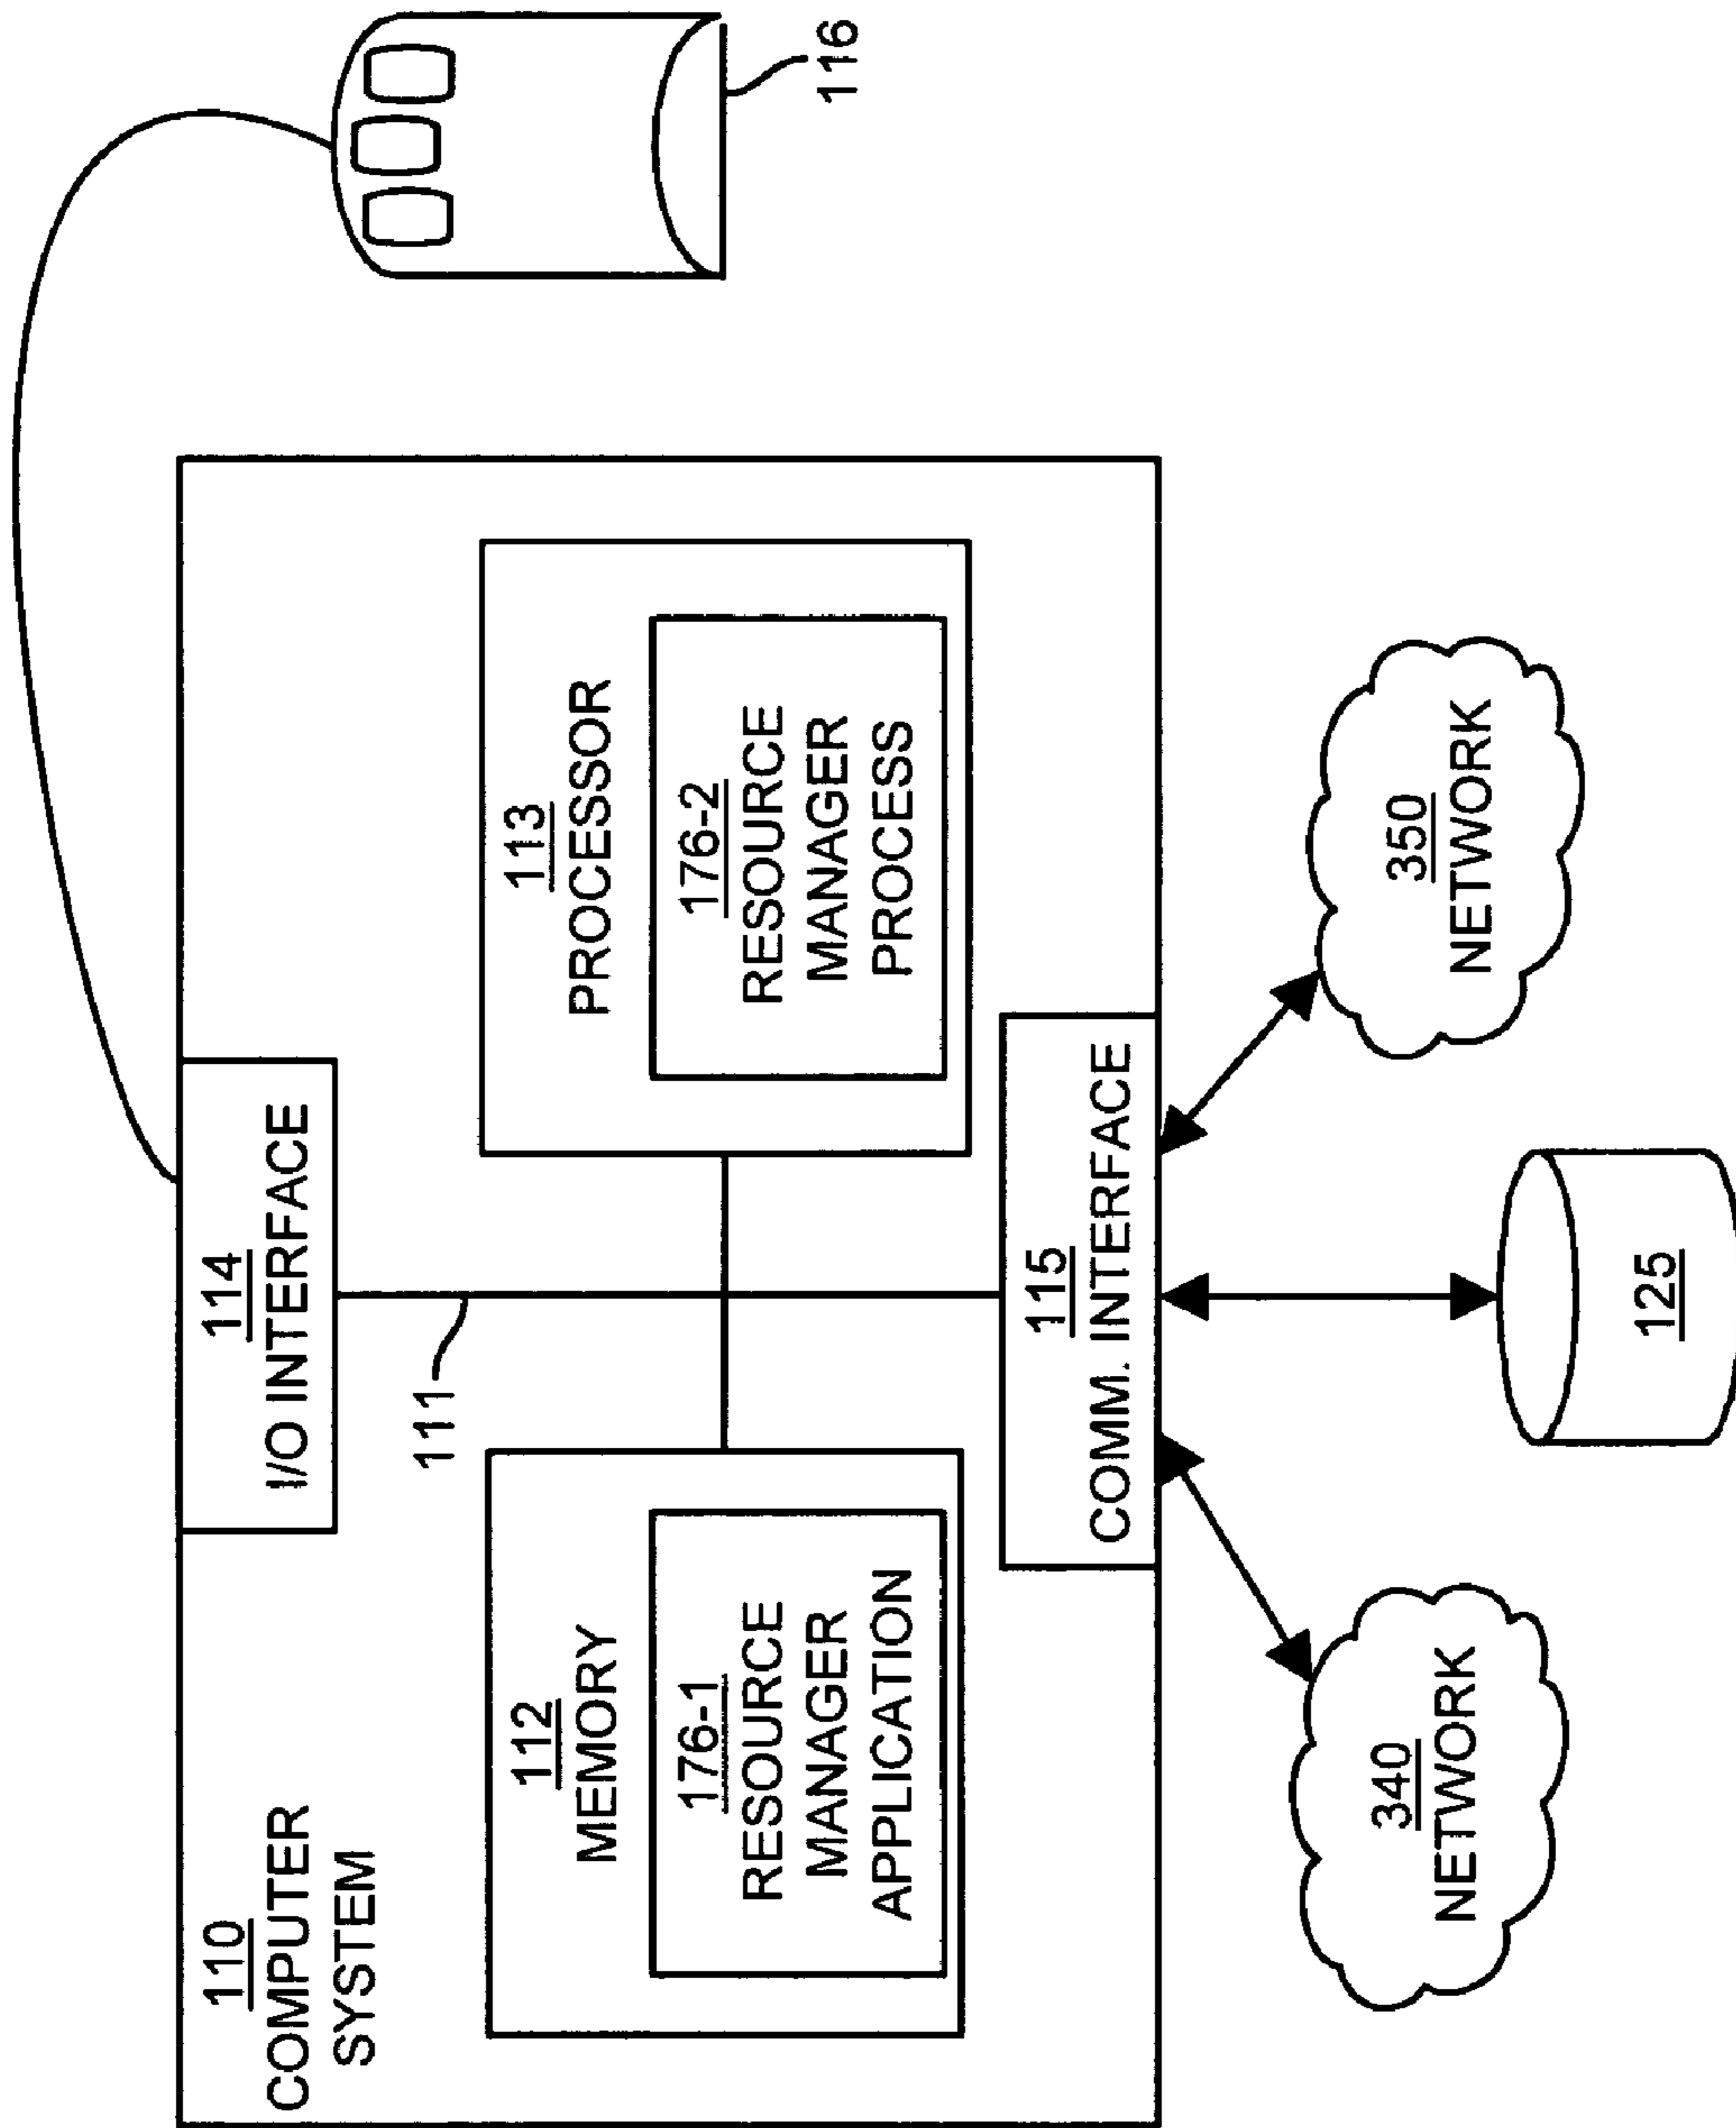 110
COMPUTER
SYSTEM
114
I/O INTERFACE
111
112
MEMORY
176-1
RESOURCE
MANAGER
APPLICATION
113
PROCESSOR
176-2
RESOURCE
MANAGER
PROCESS
115
COMM. INTERFACE
116
340
NETWORK
125
350
NETWORK